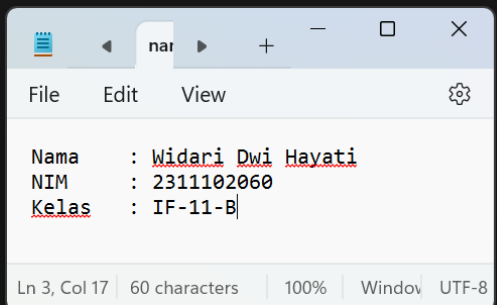 nar
File Edit View
Nama : Widari Dwi Hayati
NIM : 2311102060
Kelas : IF-11-B
Ln 3, Col 17 60 characters 100% Window UTF-8